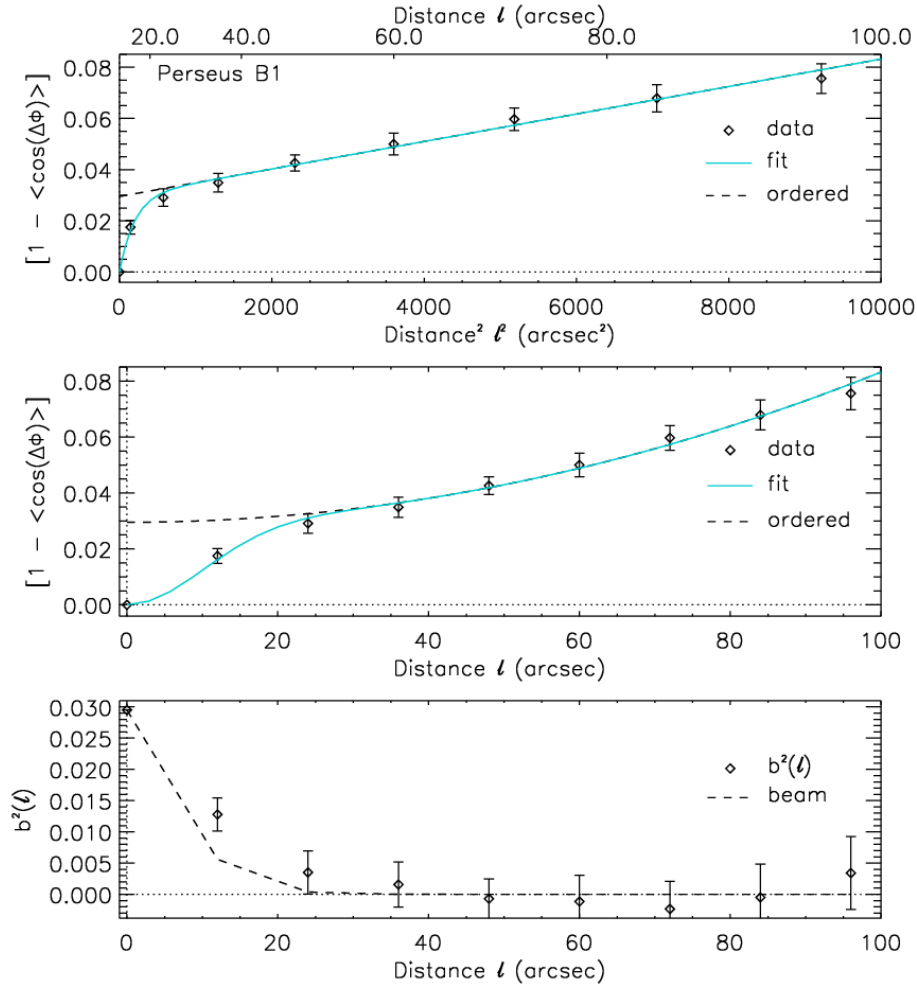 Distance ℓ (arcsec)
20.0 40.0 60.0 80.0 100.0
Perseus B1
0.08
0.06
0.04
0.02
0.00
[1 - <cos(ΔΦ)>]
data
fit
ordered
0 2000 4000 6000 8000 10000
Distance² ℓ² (arcsec²)
0.08
0.06
0.04
0.02
0.00
[1 - <cos(ΔΦ)>]
data
fit
ordered
0 20 40 60 80 100
Distance ℓ (arcsec)
0.030
0.025
0.020
0.015
0.010
0.005
0.000
b²(ℓ)
b²(ℓ)
beam
0 20 40 60 80 100
Distance ℓ (arcsec)